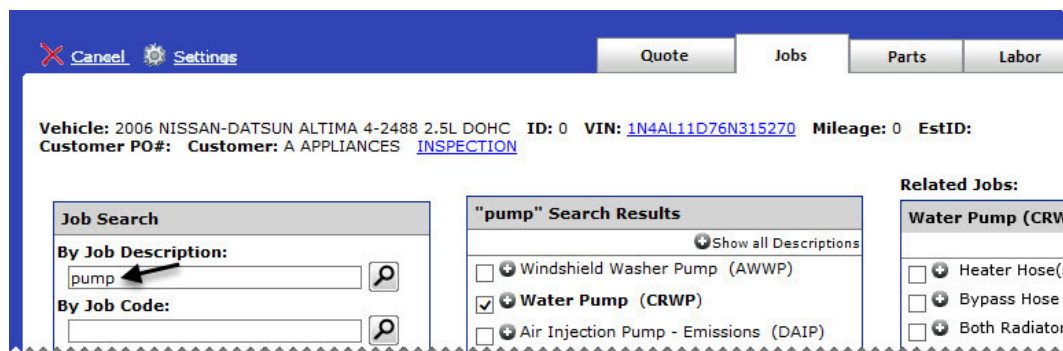 Cancel Settings Quote Jobs Parts Labor
Vehicle: 2006 NISSAN-DATSUN ALTIMA 4-2488 2.5L DOHC ID: 0 VIN: 1N4AL11D76N315270 Mileage: 0 EstID:
Customer PO#: Customer: A APPLIANCES INSPECTION
Job Search
By Job Description:
pump
By Job Code:
"pump" Search Results
Show all Descriptions
Windshield Washer Pump (AWWP)
Water Pump (CRWP)
Air Injection Pump - Emissions (DAIP)
Related Jobs:
Water Pump (CRW
Heater Hose(
Bypass Hose
Both Radiator